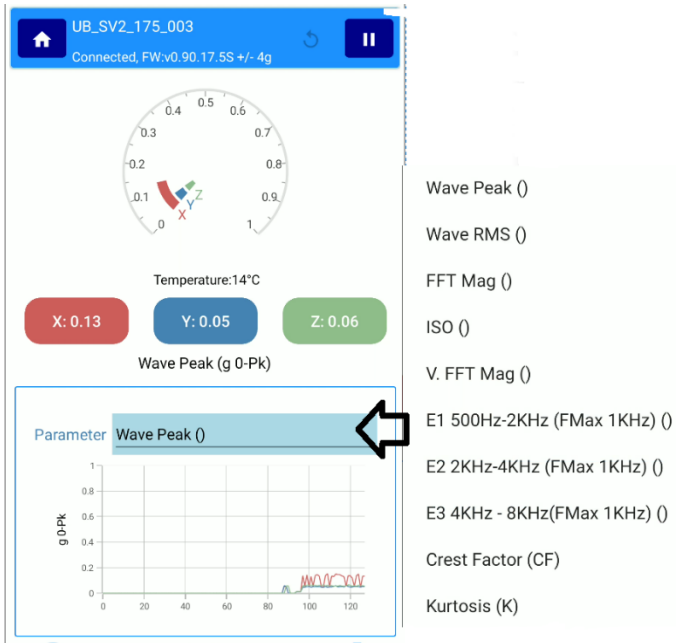 UB_SV2_175_003
Connected, FW:v0.90.17.5S +/- 4g
0
0.1
0.2
0.3
0.4
0.5
0.6
0.7
0.8
0.9
1
X
Y
Z
Temperature:14°C
X: 0.13
Y: 0.05
Z: 0.06
Wave Peak (g 0-Pk)
Parameter
Wave Peak ()
g 0-Pk
1
0.8
0.6
0.4
0.2
0
0 20 40 60 80 100 120
Wave Peak ()
Wave RMS ()
FFT Mag ()
ISO ()
V. FFT Mag ()
E1 500Hz-2KHz (FMax 1KHz) ()
E2 2KHz-4KHz (FMax 1KHz) ()
E3 4KHz - 8KHz(FMax 1KHz) ()
Crest Factor (CF)
Kurtosis (K)